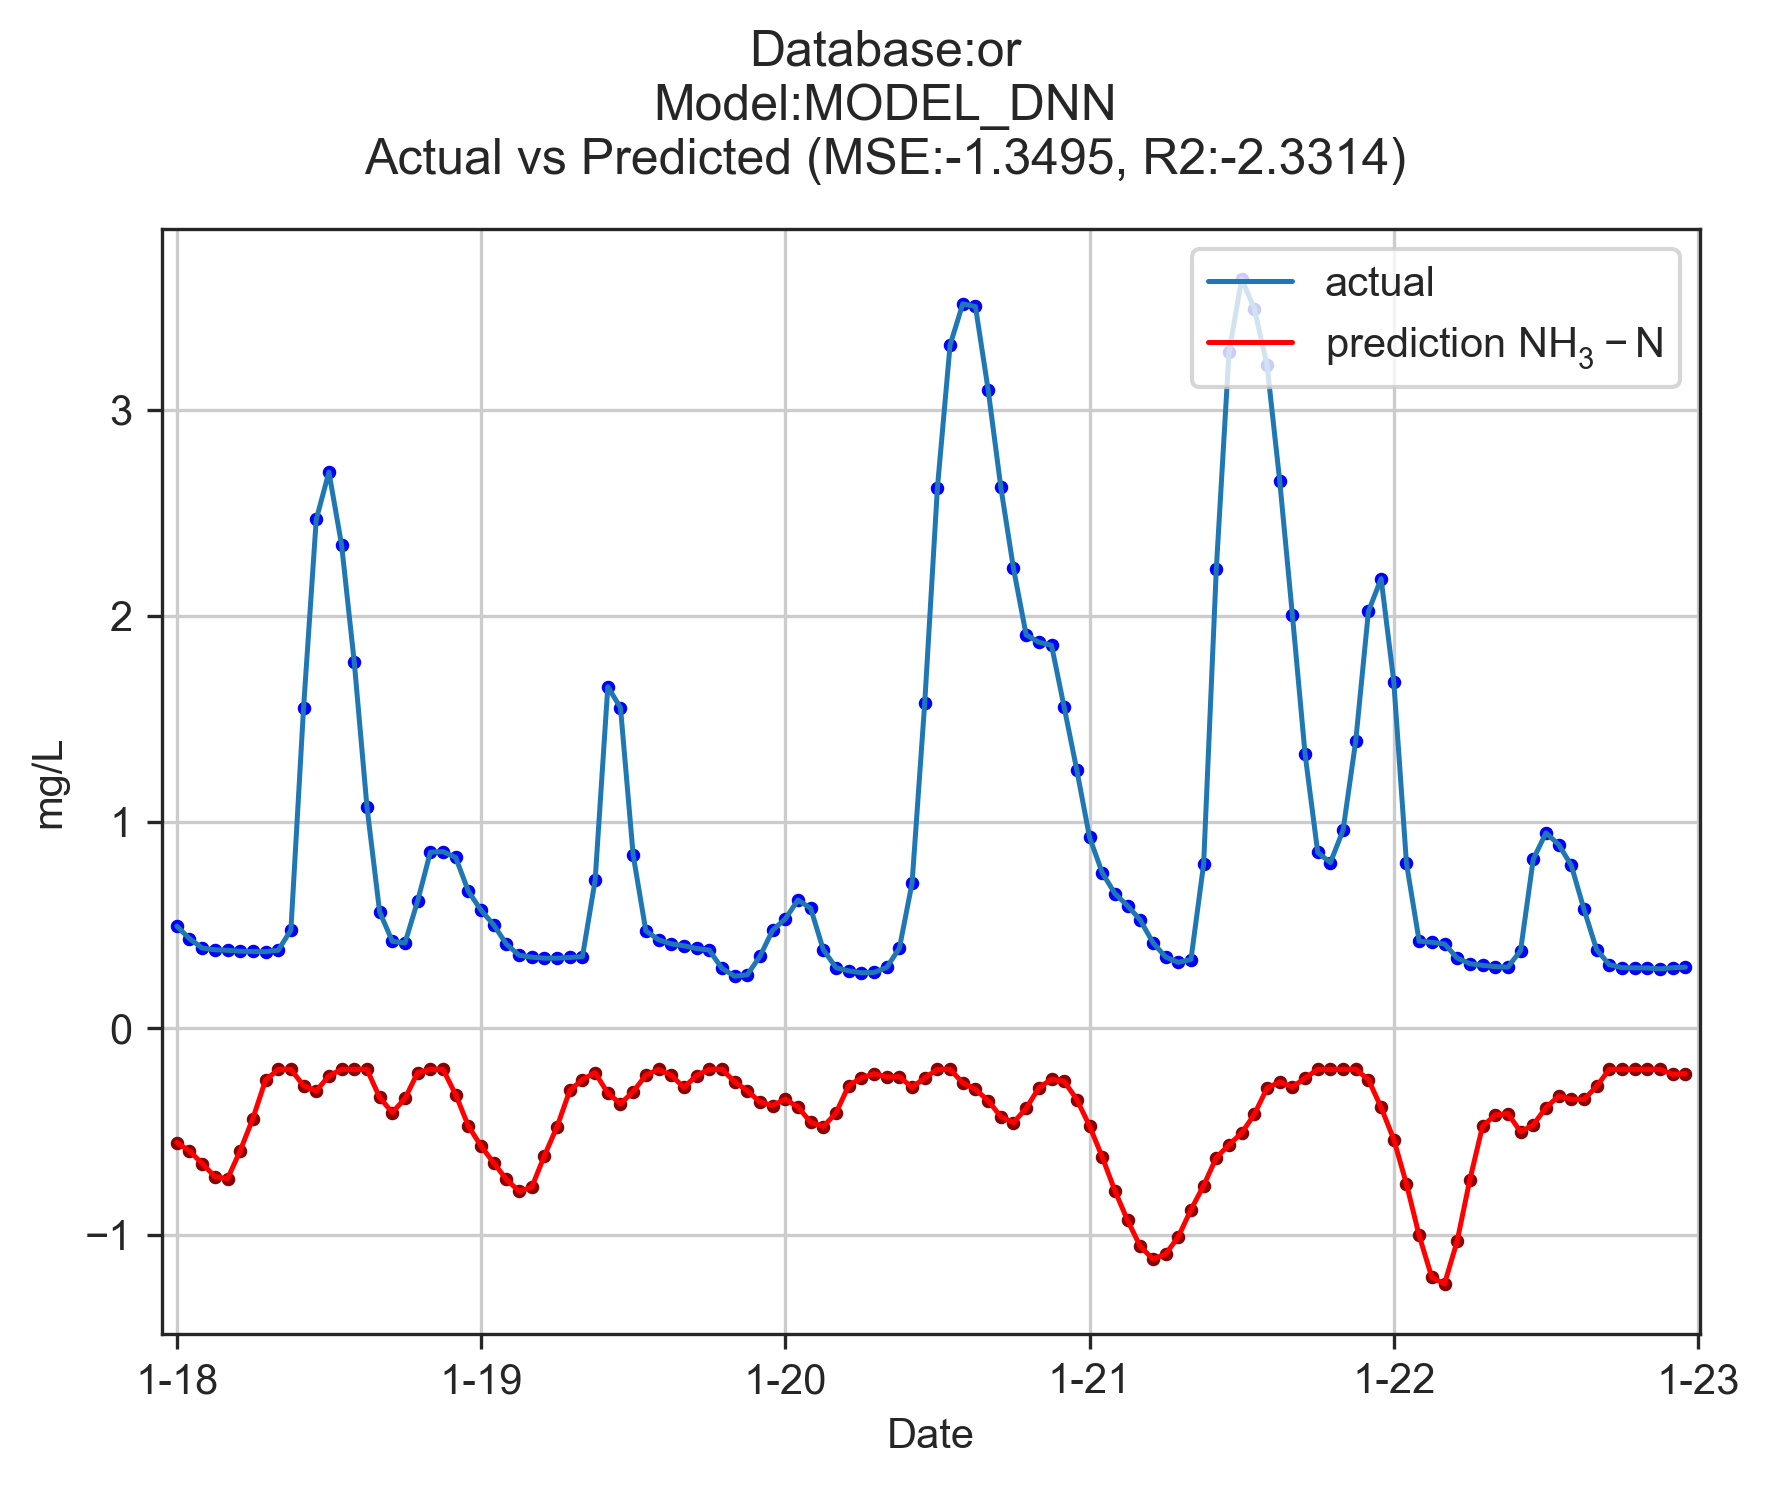 Database:or
Model:MODEL_DNN
Actual vs Predicted (MSE:-1.3495, R2:-2.3314)
actual
prediction NH₃ − N
3
2
1
0
−1
mg/L
1-18 1-19 1-20 1-21 1-22 1-23
Date